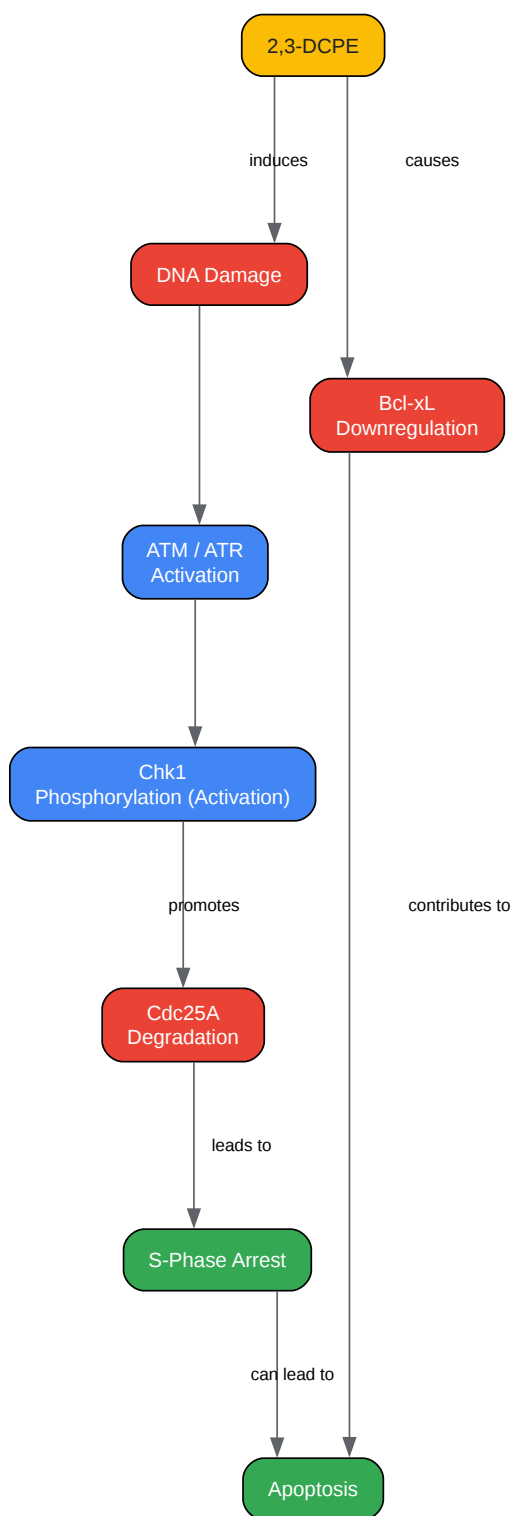 2,3-DCPE
induces
causes
DNA Damage
Bcl-xL
Downregulation
ATM / ATR
Activation
Chk1
Phosphorylation (Activation)
promotes
contributes to
Cdc25A
Degradation
leads to
S-Phase Arrest
can lead to
Apoptosis